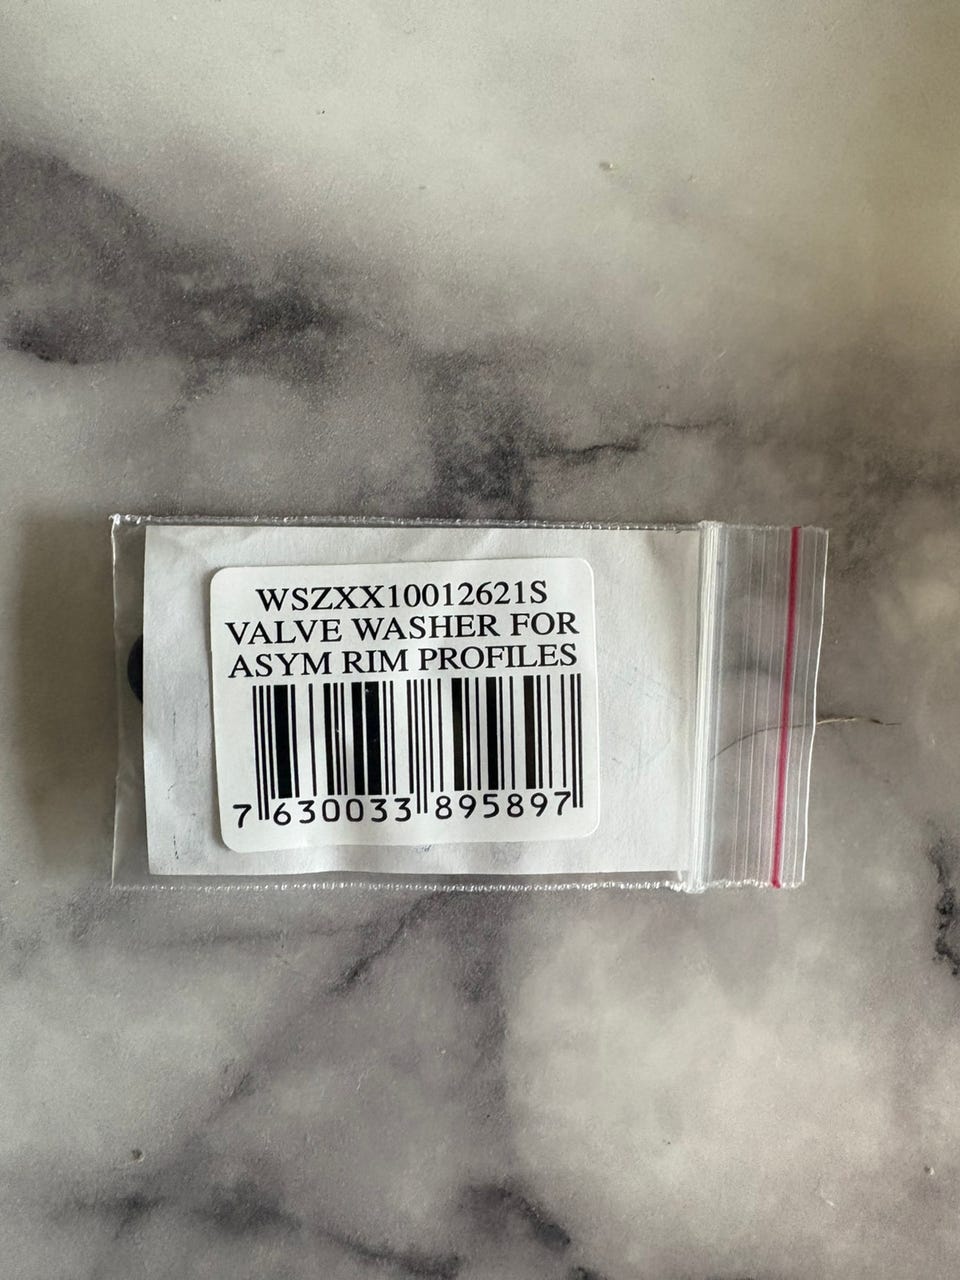 WSZXX10012621S
VALVE WASHER FOR
ASYM RIM PROFILES
7 630033 895897